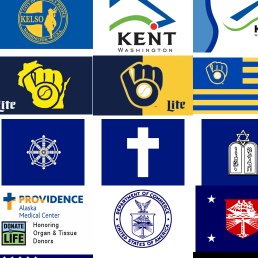 KELSO
KENT
WASHINGTON
KE
Lite
Lite
PROVIDENCE
Alaska
Medical Center
DONATE
LIFE
Honoring
Organ & Tissue
Donors
DEPARTMENT OF COMMERCE
UNITED STATES OF AMERICA